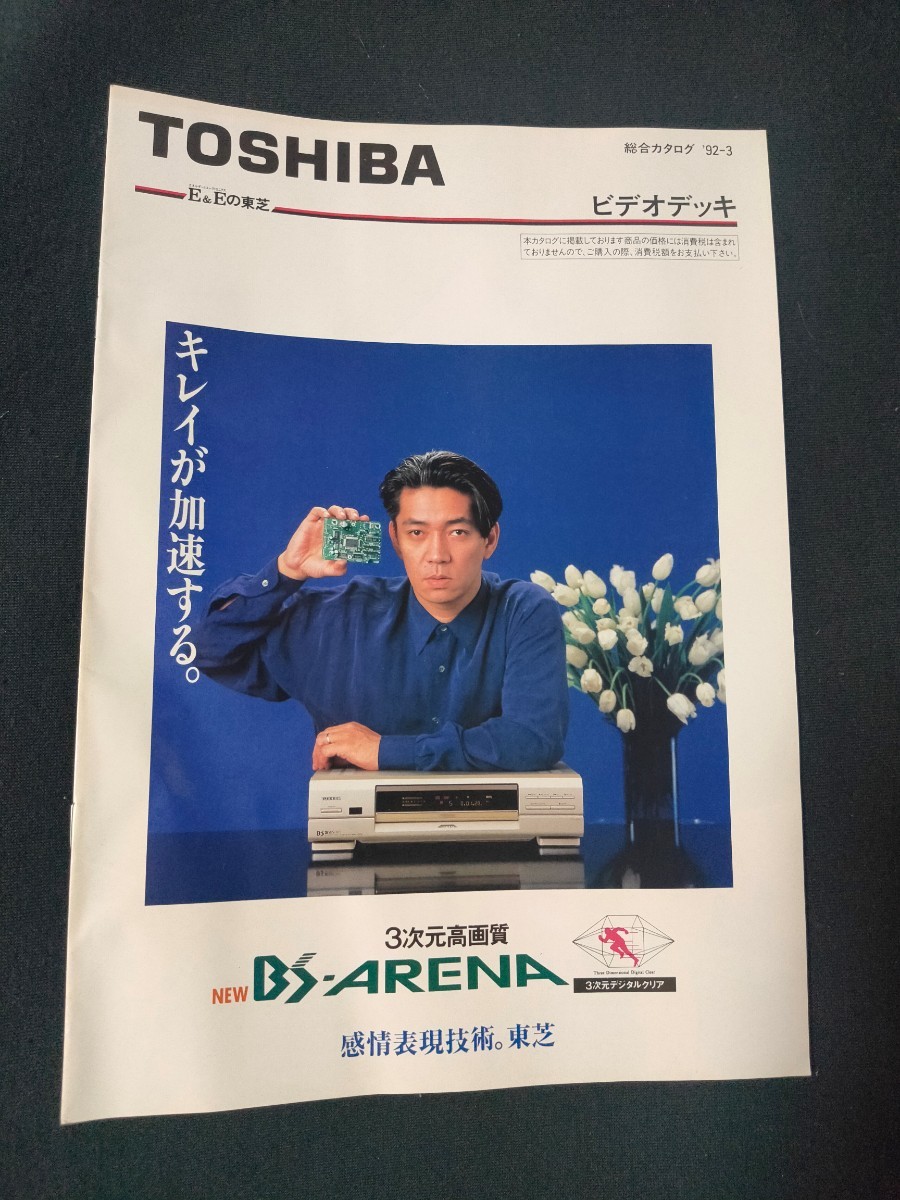 TOSHIBA
総合カタログ '92-3
E&Eの東芝
ビデオデッキ
本カタログに掲載しております商品の価格には消費税は含まれ
ておりませんので、ご購入の際、消費税額をお支払い下さい。
キレイが加速する。
3次元高画質
NEW BS-ARENA
Three Dimensional Digital Clear
3次元デジタルクリア
感情表現技術。東芝